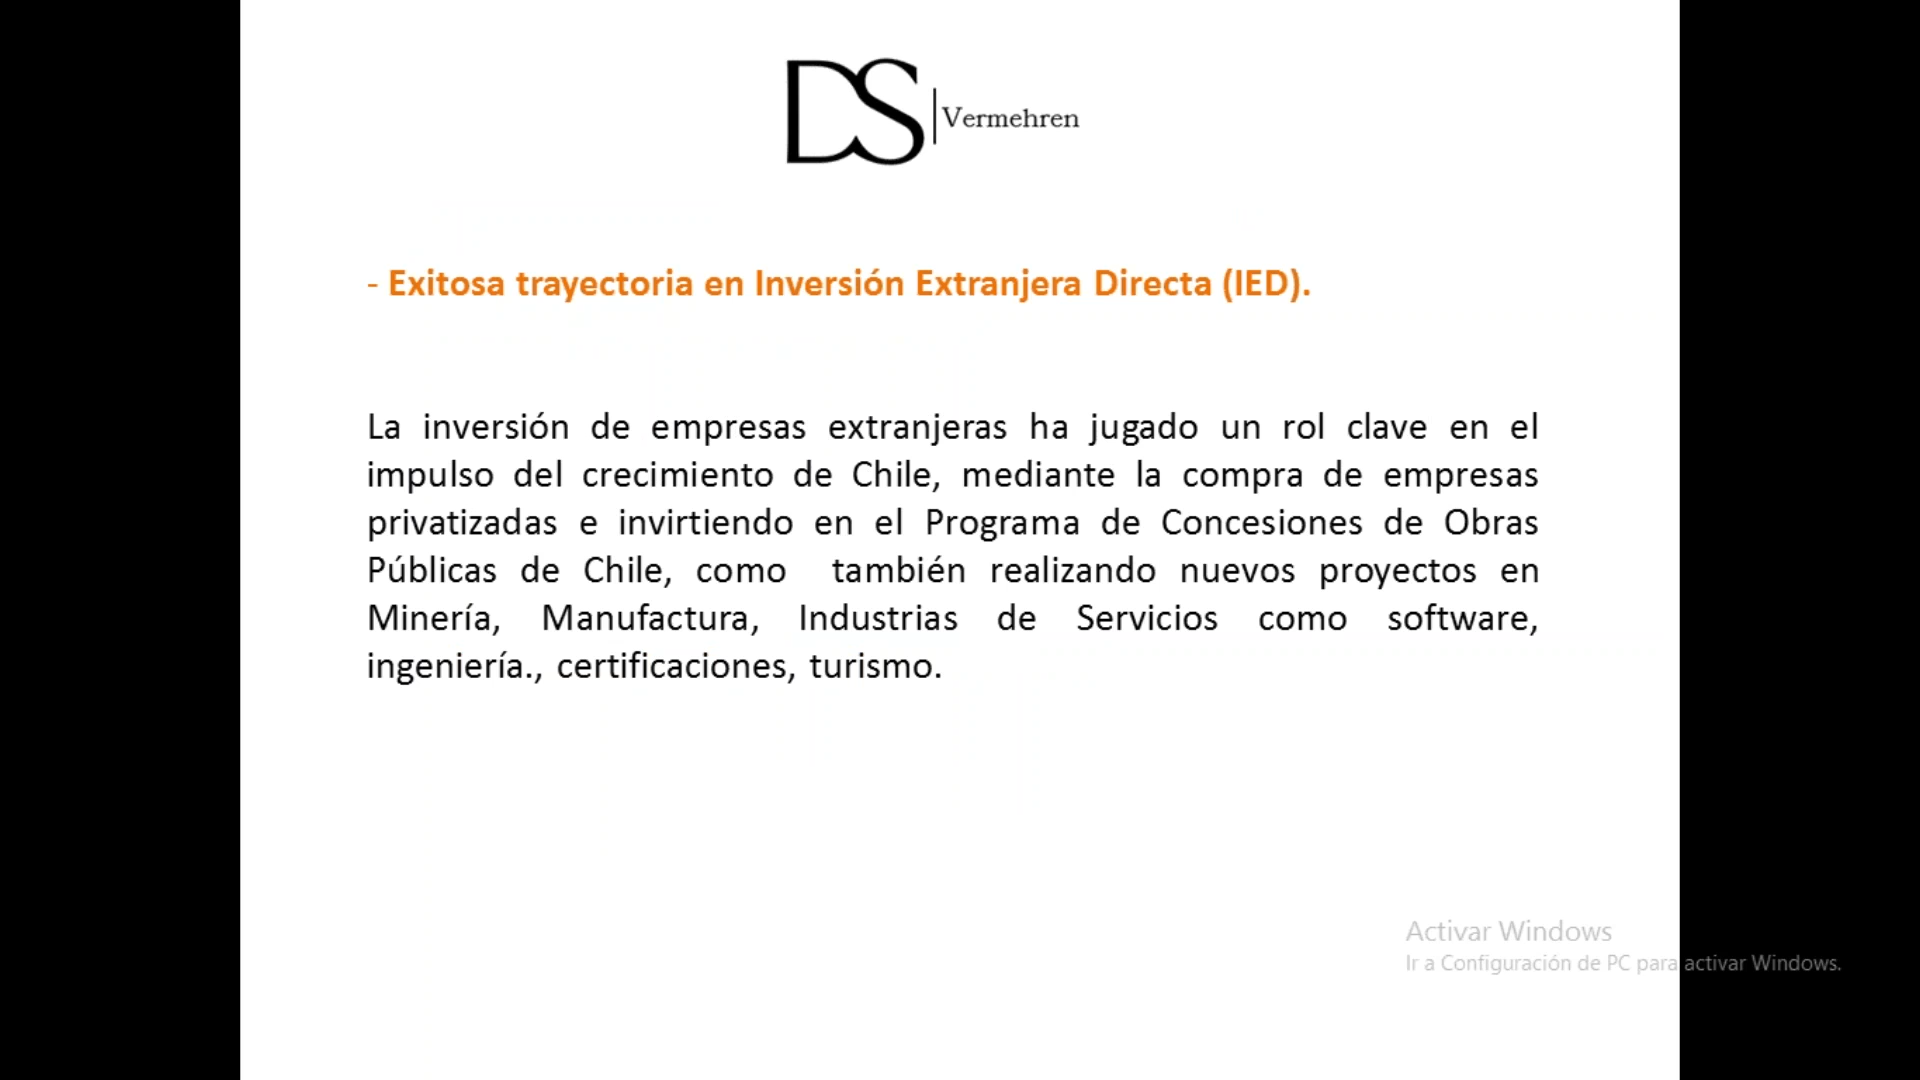 DS
Vermehren
- Exitosa trayectoria en Inversión Extranjera Directa (IED).
La inversión de empresas extranjeras ha jugado un rol clave en el
impulso del crecimiento de Chile, mediante la compra de empresas
privatizadas e invirtiendo en el Programa de Concesiones de Obras
Públicas de Chile, como también realizando nuevos proyectos en
Minería, Manufactura, Industrias de Servicios como software,
ingeniería., certificaciones, turismo.
Activar Windows
Ir a Configuración de PC para activar Windows.